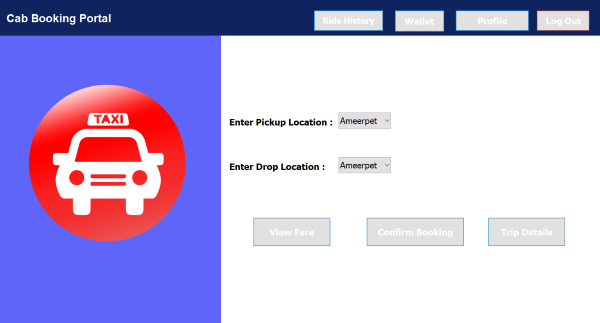 Cab Booking Portal
Ride History
Wallet
Profile
Log Out
TAXI
Enter Pickup Location :
Ameerpet
Enter Drop Location :
Ameerpet
View Fare
Confirm Booking
Trip Details